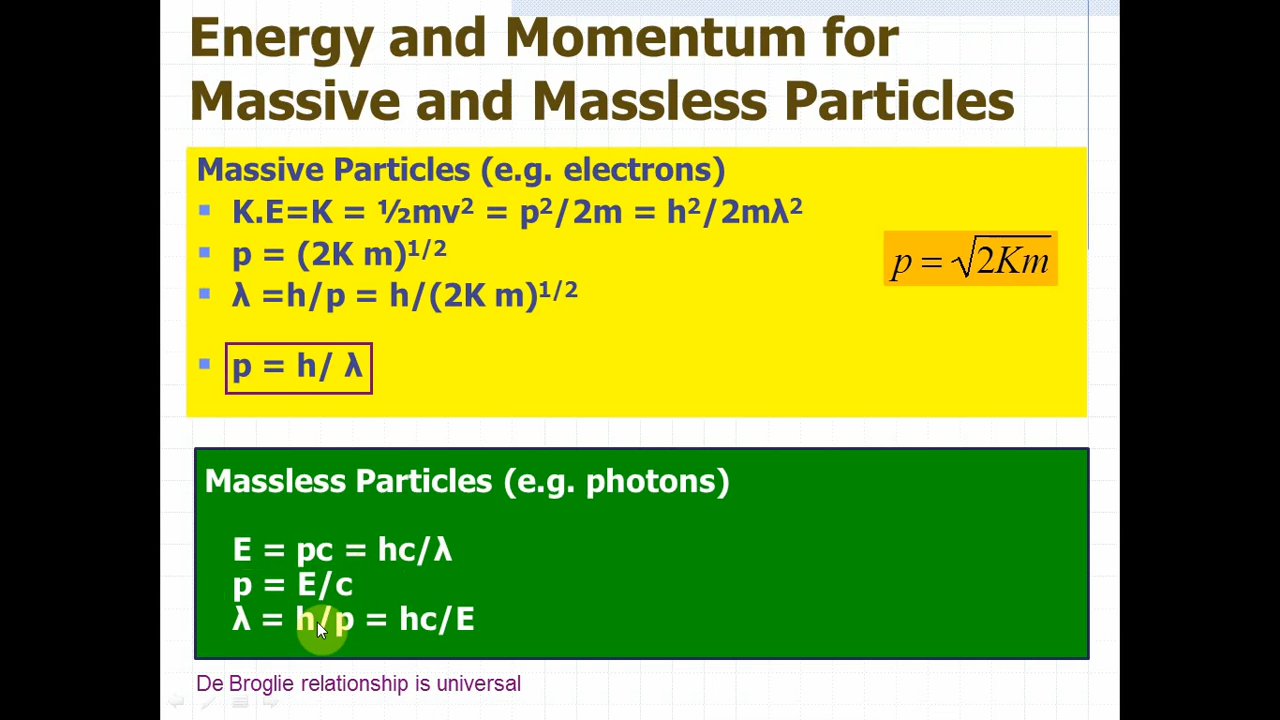 Energy and Momentum for
Massive and Massless Particles
Massive Particles (e.g. electrons)
K.E=K = ½mv² = p²/2m = h²/2mλ²
p = (2K m)^1/2
p = √2Km
λ =h/p = h/(2K m)^1/2
p = h/ λ
Massless Particles (e.g. photons)
E = pc = hc/λ
p = E/c
λ = h/p = hc/E
De Broglie relationship is universal